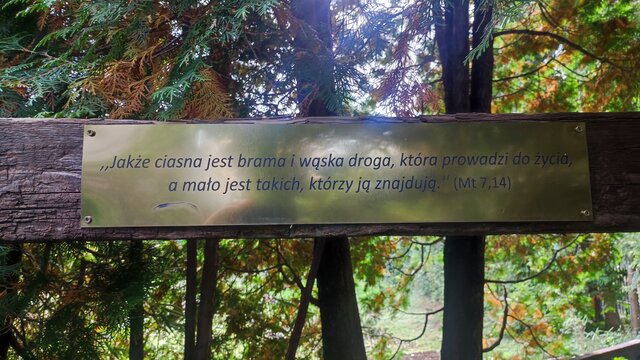 ,,Jakże ciasna jest brama i wąska droga, która prowadzi do życia,
a mało jest takich, którzy ją znajdują.'' (Mt 7,14)